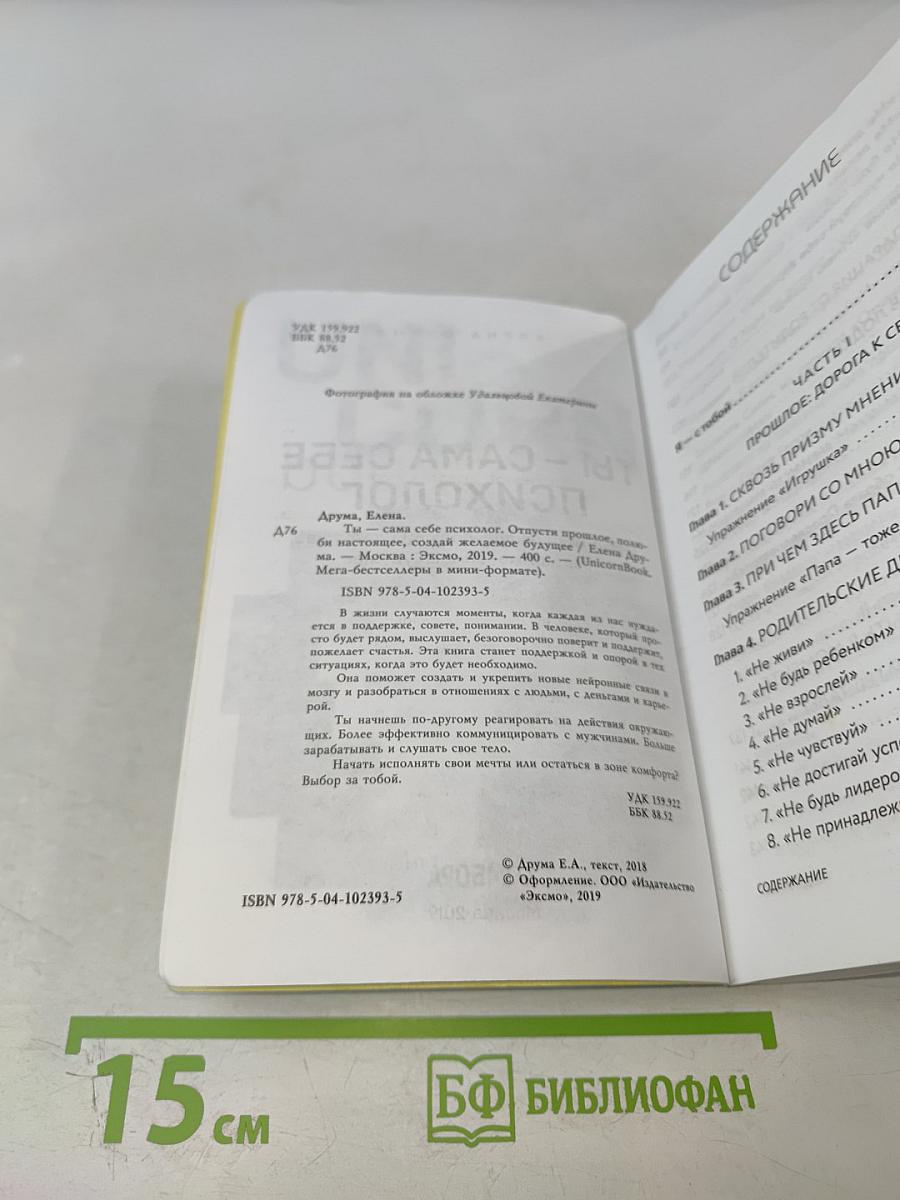 УДК 159.922
ББК 88.52
Д76
Фотография на обложке Удальцовой Екатерины
Друма, Елена.
Д76 Ты — сама себе психолог. Отпусти прошлое, полю-
би настоящее, создай желаемое будущее / Елена Дру-
ма. — Москва : Эксмо, 2019. — 400 с. — (UnicornBook.
Мега-бестселлеры в мини-формате).
ISBN 978-5-04-102393-5
В жизни случаются моменты, когда каждая из нас нужда-
ется в поддержке, совете, понимании. В человеке, который про-
сто будет рядом, выслушает, безоговорочно поверит и поддержит,
пожелает счастья. Эта книга станет поддержкой и опорой в тех
ситуациях, когда это будет необходимо.
Она поможет создать и укрепить новые нейронные связи в
мозгу и разобраться в отношениях с людьми, с деньгами и карье-
рой.
Ты начнешь по-другому реагировать на действия окружаю-
щих. Более эффективно коммуницировать с мужчинами. Больше
зарабатывать и слушать свое тело.
Начать исполнять свои мечты или остаться в зоне комфорта?
Выбор за тобой.
УДК 159.922
ББК 88.52
© Друма Е.А., текст, 2018
© Оформление. ООО «Издательство
«Эксмо», 2019
ISBN 978-5-04-102393-5
СОДЕРЖАНИЕ
Я — с тобой
ЧАСТЬ 1
ПРОШЛОЕ: ДОРОГА К СЕ
Глава 1. СКВОЗЬ ПРИЗМУ МНЕНИ
Упражнение «Игрушка»
Глава 2. ПОГОВОРИ СО МНОЮ
Глава 3. ПРИ ЧЕМ ЗДЕСЬ ПАП
Упражнение «Папа — тоже
Глава 4. РОДИТЕЛЬСКИЕ Д
1. «Не живи»
2. «Не будь ребенком»
3. «Не взрослей»
4. «Не думай»
5. «Не чувствуй»
6. «Не достигай успе
7. «Не будь лидеро
8. «Не принадлеж
СОДЕРЖАНИЕ
15 см
БФ БИБЛИОФАН